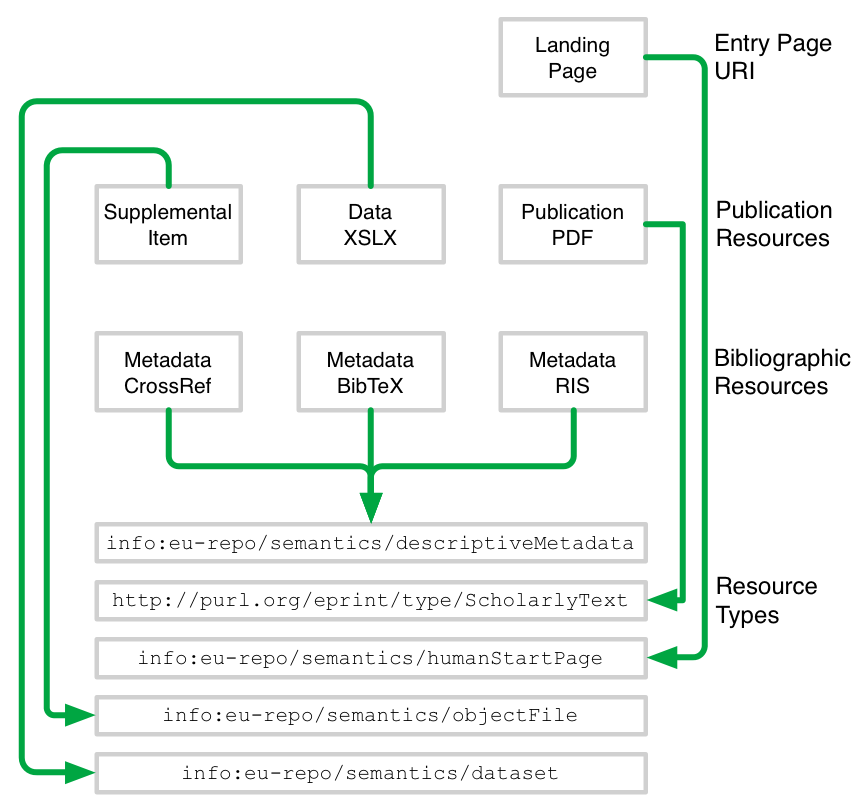 Landing
Page
Entry Page
URI
Supplemental
Item
Data
XSLX
Publication
PDF
Publication
Resources
Metadata
CrossRef
Metadata
BibTeX
Metadata
RIS
Bibliographic
Resources
info:eu-repo/semantics/descriptiveMetadata
http://purl.org/eprint/type/ScholarlyText
Resource
Types
info:eu-repo/semantics/humanStartPage
info:eu-repo/semantics/objectFile
info:eu-repo/semantics/dataset